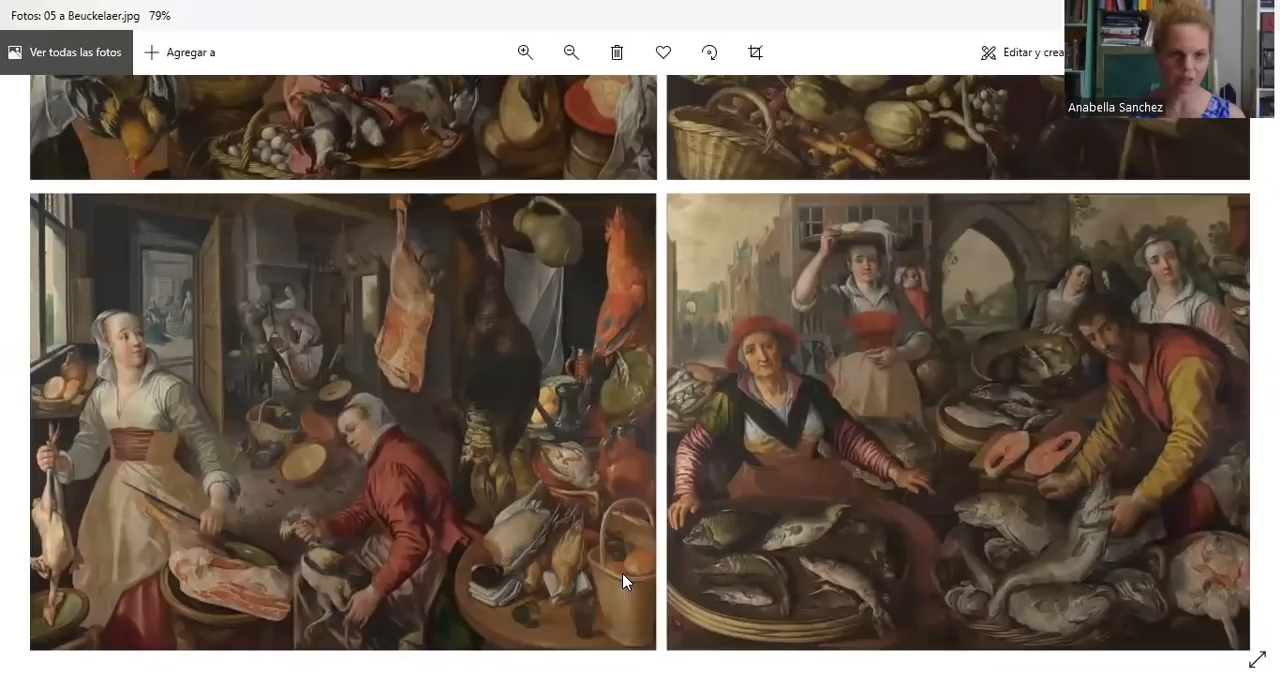 Fotos: 05 a Beuckelaer.jpg 79%
Ver todas las fotos
Agregar a
Editar y crea
Anabella Sanchez